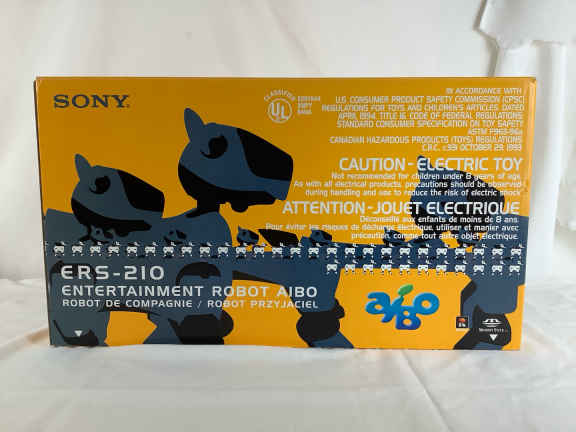 SONY
CLASSIFIED
UL
IN ACCORDANCE WITH
U.S. CONSUMER PRODUCT SAFETY COMMISSION (CPSC)
REGULATIONS FOR TOYS AND CHILDREN'S ARTICLES, DATED
APRIL 1994, TITLE 16, CODE OF FEDERAL REGULATIONS;
STANDARD CONSUMER SPECIFICATION ON TOY SAFETY,
ASTM F963-96a
CANADIAN HAZARDOUS PRODUCTS (TOYS) REGULATIONS
C.R.C. c.931 OCTOBER 29, 1993
CAUTION - ELECTRIC TOY
Not recommended for children under 8 years of age.
As with all electrical products, precautions should be observed
during handling and use to reduce the risk of electric shock.
ATTENTION - JOUET ELECTRIQUE
Déconseillé aux enfants de moins de 8 ans.
Pour éviter les risques de décharge électrique, utiliser et manier avec
précaution, comme tout autre objet électrique.
ERS-210
ENTERTAINMENT ROBOT AIBO
ROBOT DE COMPAGNIE / ROBOT PRZYJACIEL
aiBo
MEMORY STICK